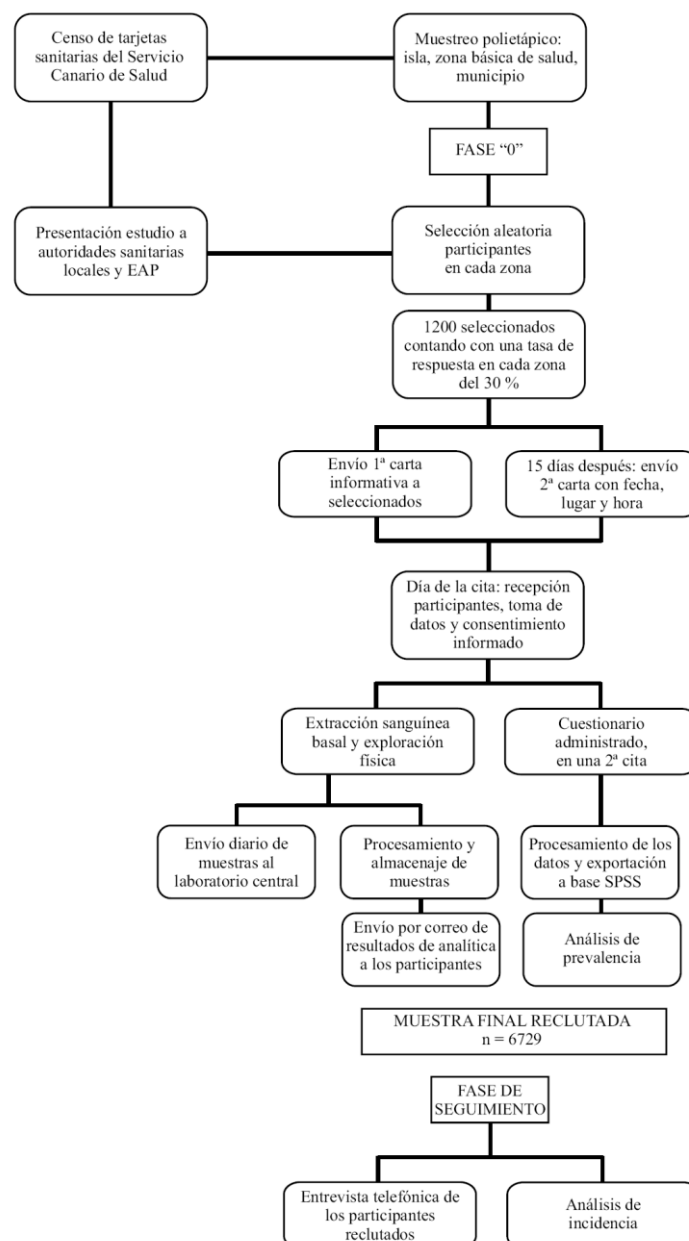 Censo de tarjetas
sanitarias del Servicio
Canario de Salud
Muestreo polietápico:
isla, zona básica de salud,
municipio
FASE “0”
Presentación estudio a
autoridades sanitarias
locales y EAP
Selección aleatoria
participantes
en cada zona
1200 seleccionados
contando con una tasa de
respuesta en cada zona
del 30 %
Envío 1ª carta
informativa a
seleccionados
15 días después: envío
2ª carta con fecha,
lugar y hora
Día de la cita: recepción
participantes, toma de
datos y consentimiento
informado
Extracción sanguínea
basal y exploración
física
Cuestionario
administrado,
en una 2ª cita
Envío diario de
muestras al
laboratorio central
Procesamiento y
almacenaje de
muestras
Procesamiento de los
datos y exportación
a base SPSS
Envío por correo de
resultados de analítica
a los participantes
Análisis de
prevalencia
MUESTRA FINAL RECLUTADA
n = 6729
FASE DE
SEGUIMIENTO
Entrevista telefónica de
los participantes
reclutados
Análisis de
incidencia